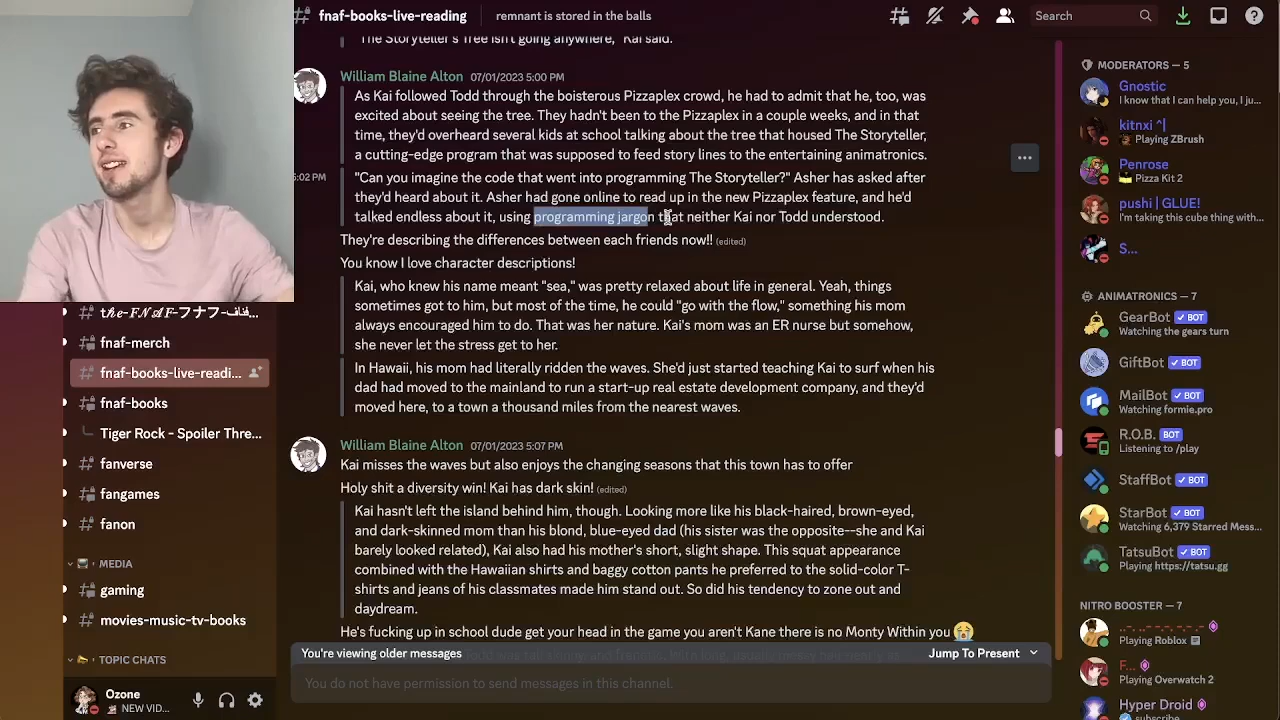 fnaf-books-live-reading
remnant is stored in the balls
Search
"The Storyteller's Tree isn't going anywhere," Kai said.
William Blaine Alton 07/01/2023 5:00 PM
As Kai followed Todd through the boisterous Pizzaplex crowd, he had to admit that he, too, was
excited about seeing the tree. They hadn't been to the Pizzaplex in a couple weeks, and in that
time, they'd overheard several kids at school talking about the tree that housed The Storyteller,
a cutting-edge program that was supposed to feed story lines to the entertaining animatronics.
5:02 PM
"Can you imagine the code that went into programming The Storyteller?" Asher has asked after
they'd heard about it. Asher had gone online to read up in the new Pizzaplex feature, and he'd
talked endless about it, using programming jargon that neither Kai nor Todd understood.
They're describing the differences between each friends now!! (edited)
You know I love character descriptions!
Kai, who knew his name meant "sea," was pretty relaxed about life in general. Yeah, things
sometimes got to him, but most of the time, he could "go with the flow," something his mom
always encouraged him to do. That was her nature. Kai's mom was an ER nurse but somehow,
she never let the stress get to her.
In Hawaii, his mom had literally ridden the waves. She'd just started teaching Kai to surf when his
dad had moved to the mainland to run a start-up real estate development company, and they'd
moved here, to a town a thousand miles from the nearest waves.
William Blaine Alton 07/01/2023 5:07 PM
Kai misses the waves but also enjoys the changing seasons that this town has to offer
Holy shit a diversity win! Kai has dark skin! (edited)
Kai hasn't left the island behind him, though. Looking more like his black-haired, brown-eyed,
and dark-skinned mom than his blond, blue-eyed dad (his sister was the opposite--she and Kai
barely looked related), Kai also had his mother's short, slight shape. This squat appearance
combined with the Hawaiian shirts and baggy cotton pants he preferred to the solid-color T-
shirts and jeans of his classmates made him stand out. So did his tendency to zone out and
daydream.
He's fucking up in school dude get your head in the game you aren't Kane there is no Monty Within you 😭
You're viewing older messages
Jump To Present
You do not have permission to send messages in this channel.
fnaf-merch
fnaf-books-live-readi...
fnaf-books
Tiger Rock - Spoiler Thre...
fanverse
fangames
fanon
MEDIA
gaming
movies-music-tv-books
TOPIC CHATS
Ozone
NEW VID...
MODERATORS — 5
Gnostic
I know that I can help you, I ju...
kitnxi ^|
Playing ZBrush
Penrose
Pizza Kit 2
pushi | GLUE!
I'm taking this cube thing with...
S...
ANIMATRONICS — 7
GearBot BOT
Watching the gears turn
GiftBot BOT
MailBot BOT
Watching formie.pro
R.O.B. BOT
Listening to /play
StaffBot BOT
StarBot BOT
Watching 6,379 Starred Mess...
TatsuBot BOT
Playing https://tatsu.gg
NITRO BOOSTER — 7
Playing Roblox
F...
Playing Overwatch 2
Hyper Droid
subscribe